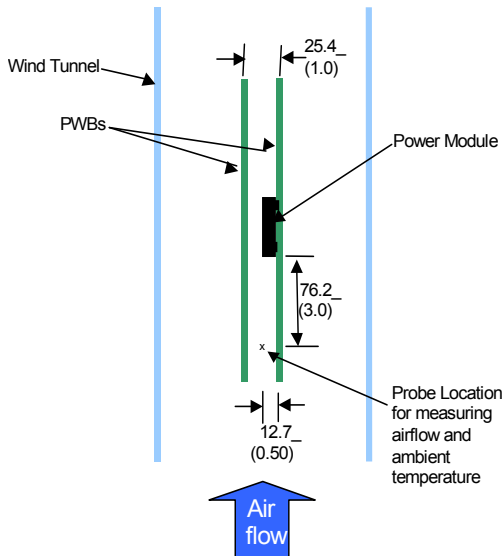 25.4_
(1.0)
Wind Tunnel
PWBs
Power Module
76.2_
(3.0)
x
Probe Location
for measuring
airflow and
ambient
temperature
12.7_
(0.50)
Air
flow